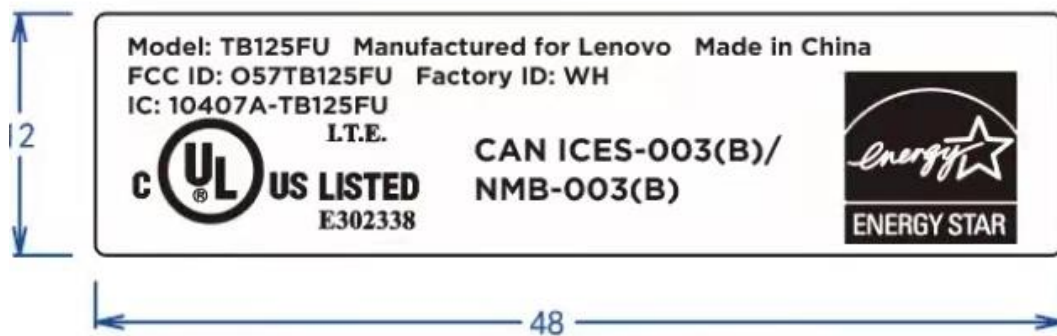 Model: TB125FU Manufactured for Lenovo Made in China
FCC ID: O57TB125FU Factory ID: WH
IC: 10407A-TB125FU
I.T.E.
C UL ® US LISTED
E302338
CAN ICES-003(B)/
NMB-003(B)
energy
ENERGY STAR
12
48